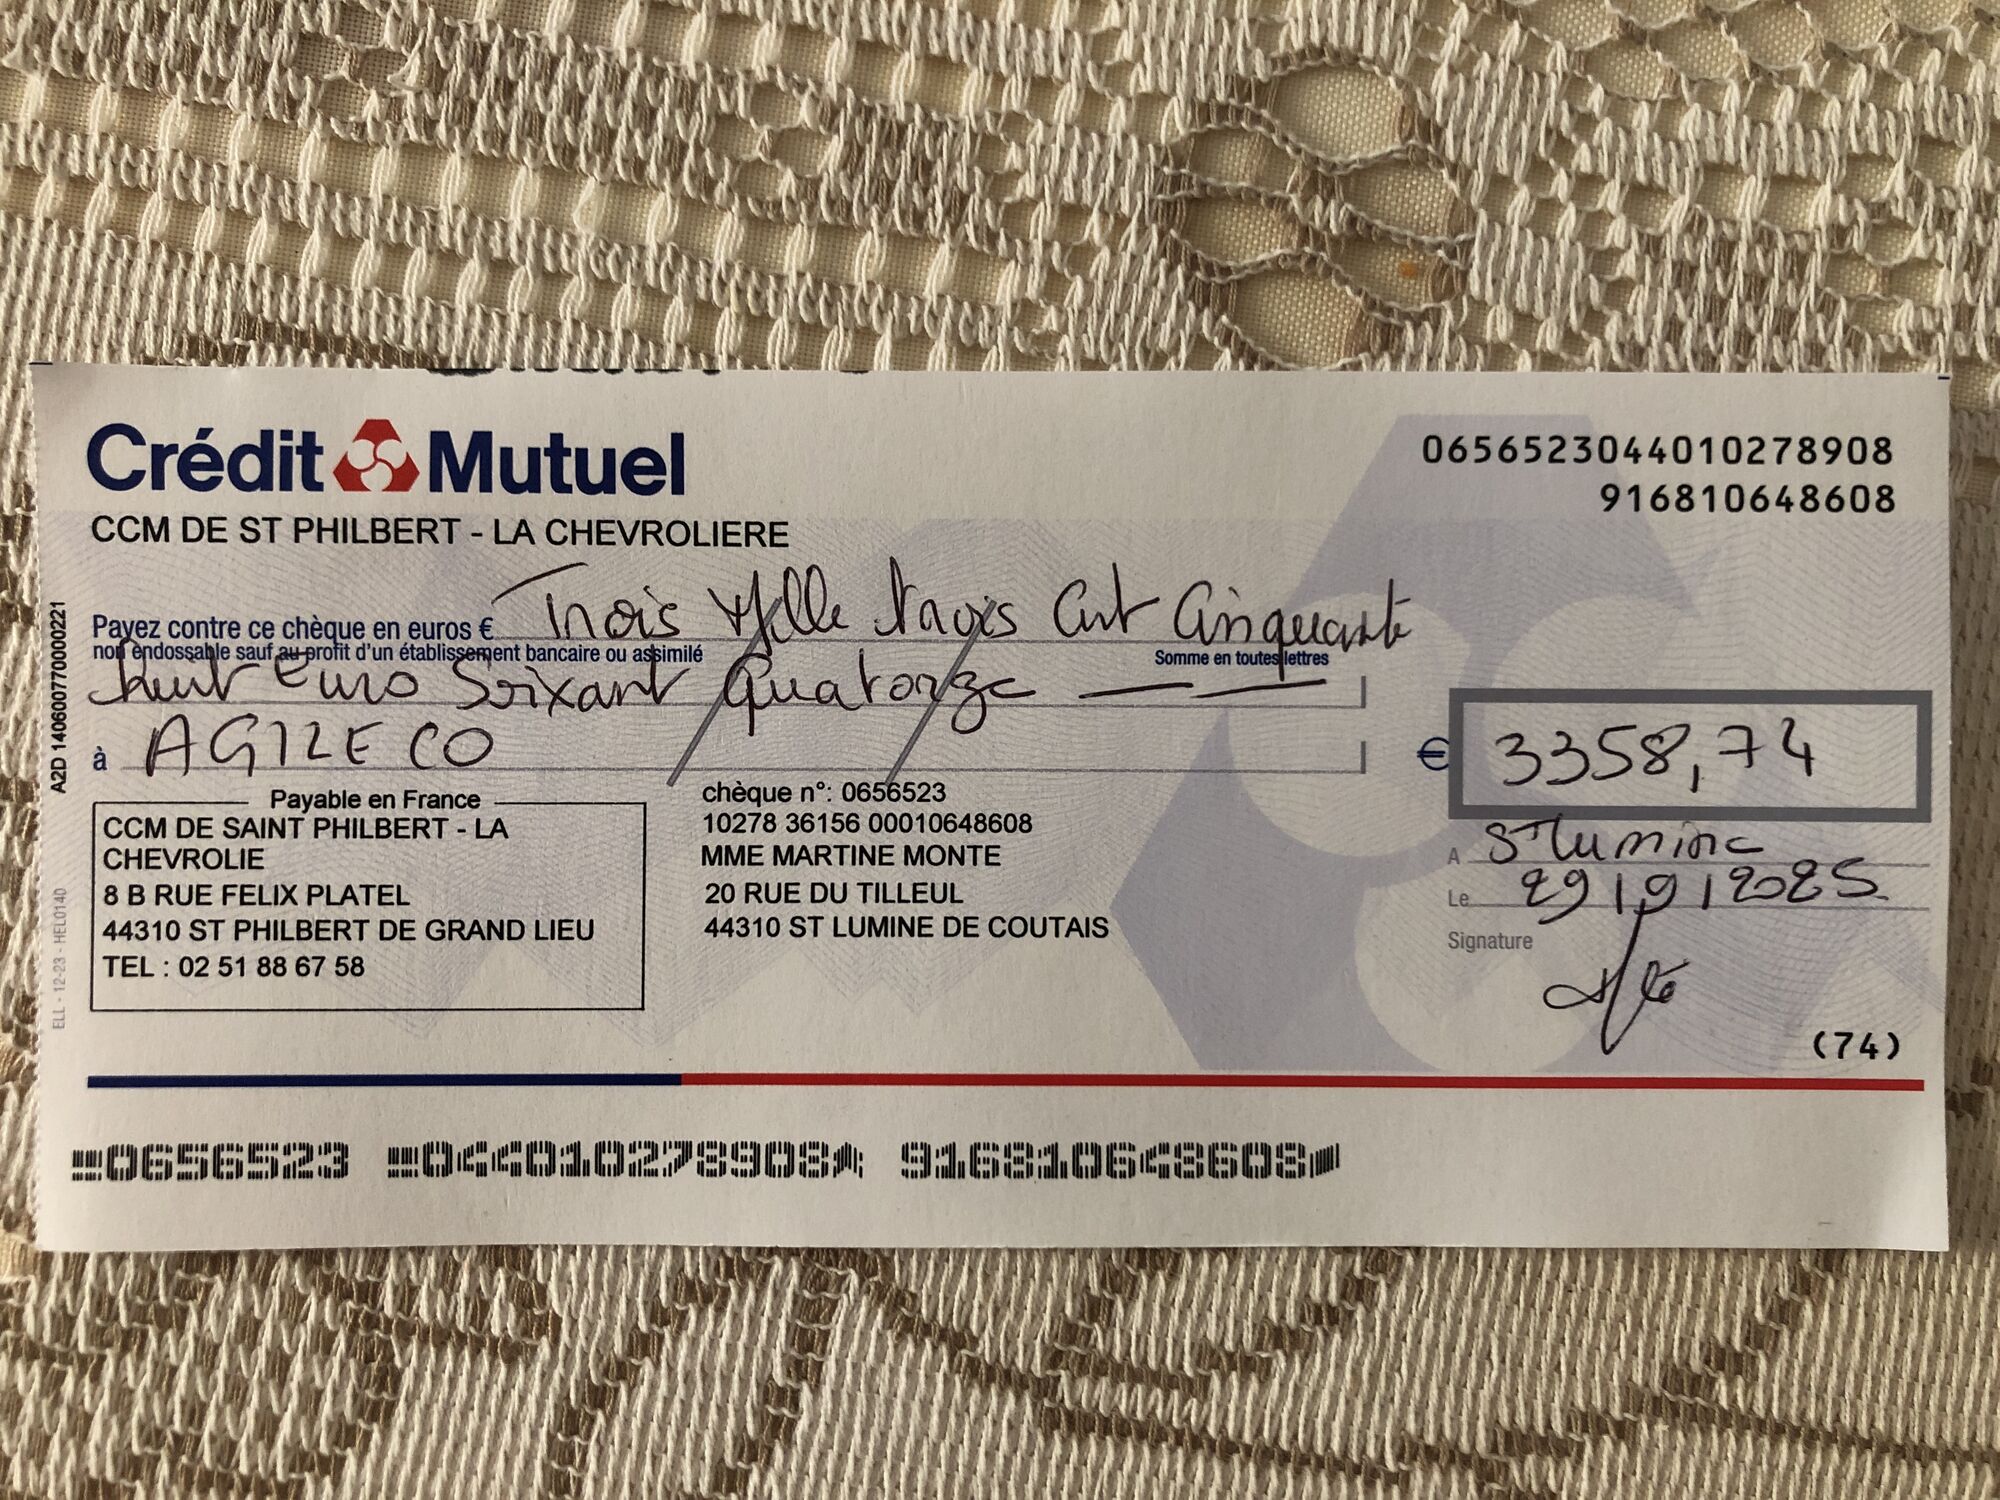 Crédit Mutuel
CCM DE ST PHILBERT - LA CHEVROLIERE
0656523044010278908
916810648608
Payez contre ce chèque en euros € Trois Mille trois Cent Cinquante
non endossable sauf au profit d'un établissement bancaire ou assimilé
Somme en toutes lettres
huit Euro Soixant Quatorze
à AGILECO
€ 3358,74
Payable en France
CCM DE SAINT PHILBERT - LA
CHEVROLIE
8 B RUE FELIX PLATEL
44310 ST PHILBERT DE GRAND LIEU
TEL : 02 51 88 67 58
chèque n°: 0656523
10278 36156 00010648608
MME MARTINE MONTE
20 RUE DU TILLEUL
44310 ST LUMINE DE COUTAIS
A St Lumine
Le 29/9/2025
Signature
(74)
A2D 1406007700000221
ELL - 12-23 - HEL0140
0656523 044010278908 916810648608